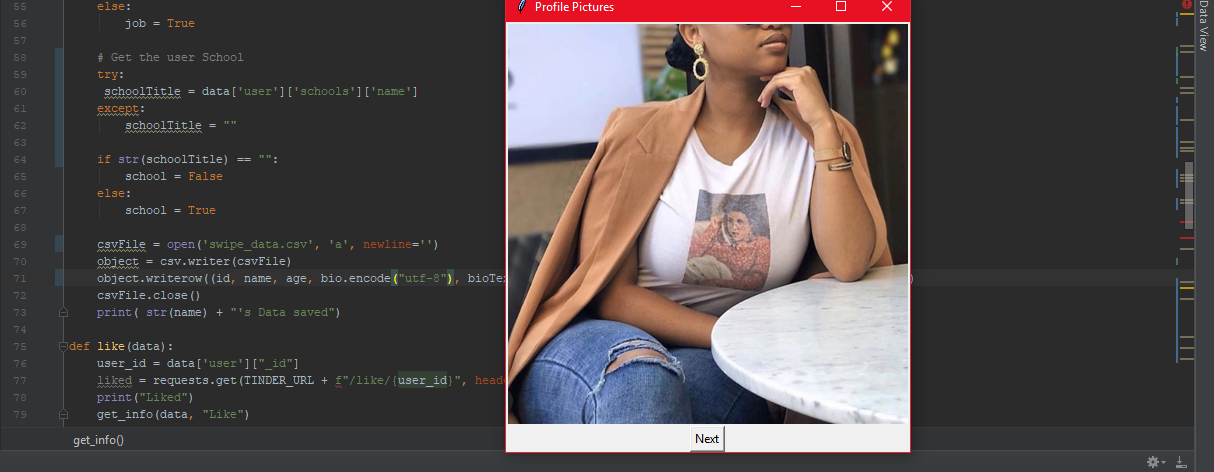 Profile Pictures
Data View
55 else:
56 job = True
57
58 # Get the user School
59 try:
60 schoolTitle = data['user']['schools']['name']
61 except:
62 schoolTitle = ""
63
64 if str(schoolTitle) == "":
65 school = False
66 else:
67 school = True
68
69 csvFile = open('swipe_data.csv', 'a', newline='')
70 object = csv.writer(csvFile)
71 object.writerow((id, name, age, bio.encode("utf-8"), bioTe )
72 csvFile.close()
73 print( str(name) + "'s Data saved")
74
75 def like(data):
76 user_id = data['user']["_id"]
77 liked = requests.get(TINDER_URL + f"/like/{user_id}", heade
78 print("Liked")
79 get_info(data, "Like")
Next
get_info()